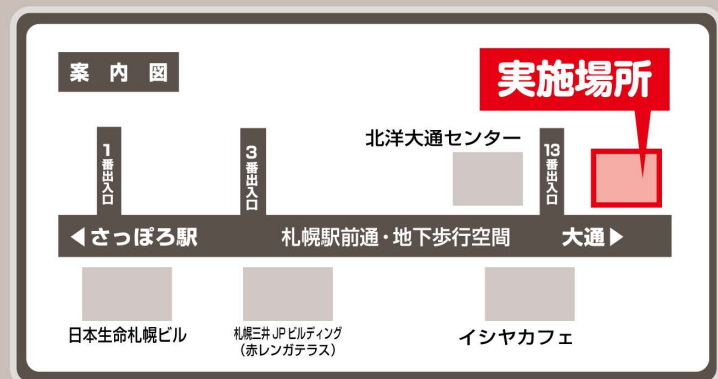 案内図
実施場所
北洋大通センター
1番出入口
3番出入口
13番出入口
◀さっぽろ駅
札幌駅前通・地下歩行空間
大通▶
日本生命札幌ビル
札幌三井JPビルディング
（赤レンガテラス）
イシヤカフェ